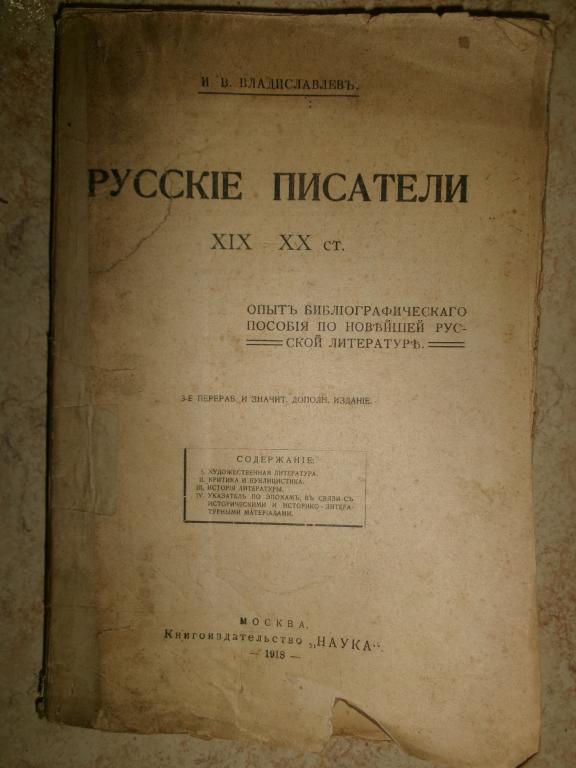 И. В. ВЛАДИСЛАВЛЕВЪ.
РУССКІЕ ПИСАТЕЛИ
XIX XX ст.
ОПЫТЪ БИБЛІОГРАФИЧЕСКАГО
ПОСОБІЯ ПО НОВѢЙШЕЙ РУС-
СКОЙ ЛИТЕРАТУРѢ.
3-Е ПЕРЕРАБ. И ЗНАЧИТ. ДОПОЛН. ИЗДАНІЕ.
СОДЕРЖАНІЕ:
I. ХУДОЖЕСТВЕННАЯ ЛИТЕРАТУРА.
II. КРИТИКА И ПУБЛИЦИСТИКА.
III. ИСТОРІЯ ЛИТЕРАТУРЫ.
IV. УКАЗАТЕЛЬ ПО ЭПОХАМЪ, ВЪ СВЯЗИ СЪ
ИСТОРИЧЕСКИМИ И ИСТОРИКО-ЛИТЕРА-
ТУРНЫМИ МАТЕРІАЛАМИ.
МОСКВА.
Книгоиздательство „НАУКА“.
— 1918 —